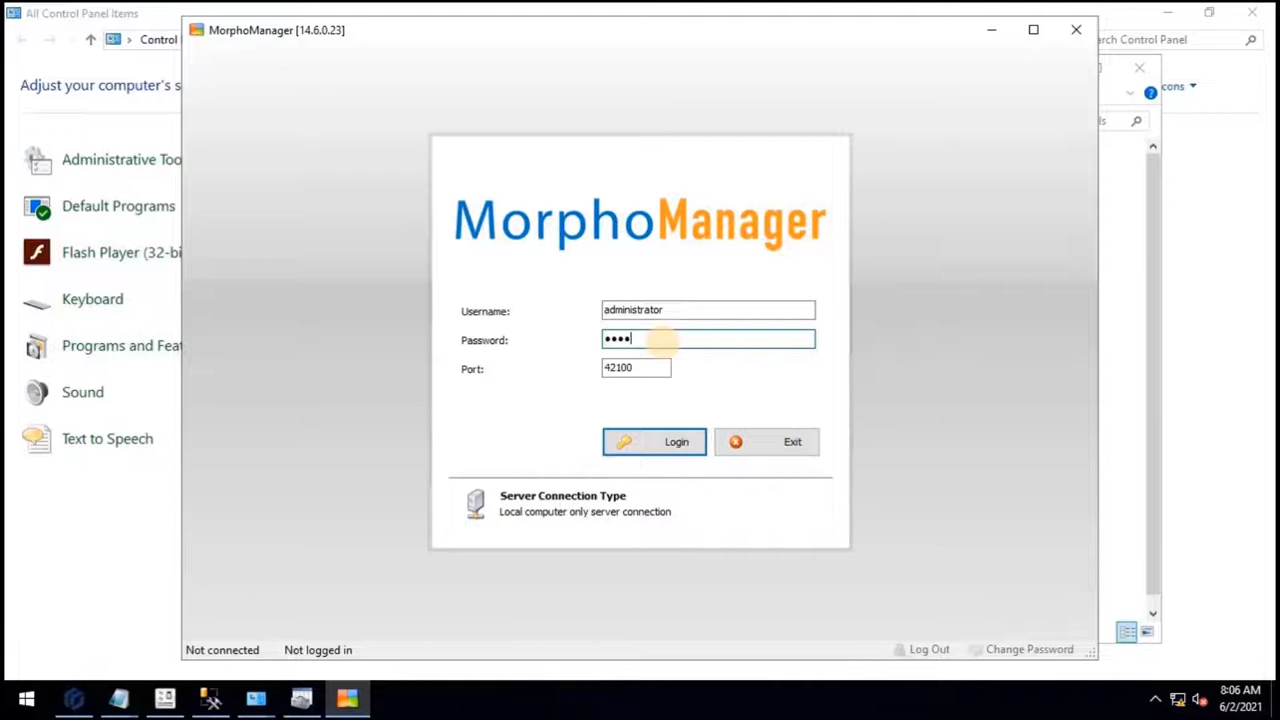 All Control Panel Items
MorphoManager [14.6.0.23]
Control
arch Control Panel
Adjust your computer's s
cons
ls
MorphoManager
Administrative Too
Default Programs
Flash Player (32-bi
Keyboard
Programs and Fea
Sound
Text to Speech
Username:
administrator
Password:
••••
Port:
42100
Login
Exit
Server Connection Type
Local computer only server connection
Not connected
Not logged in
Log Out
Change Password
8:06 AM
6/2/2021